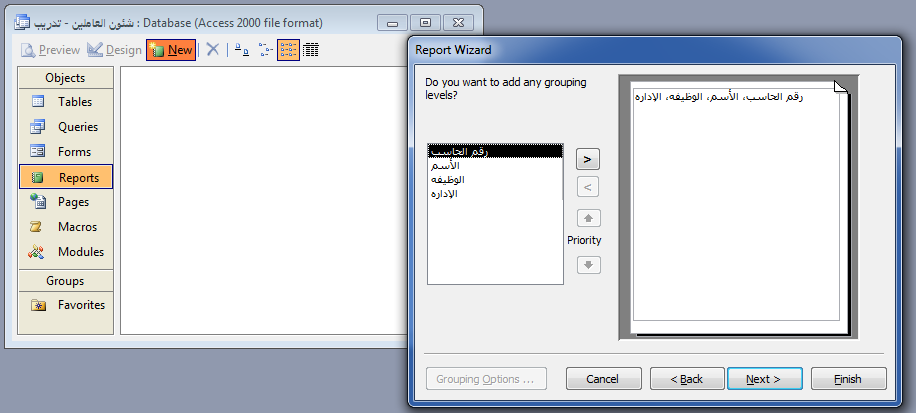 شئون العاملين - تدريب : Database (Access 2000 file format)
Preview Design New
Objects
Tables
Queries
Forms
Reports
Pages
Macros
Modules
Groups
Favorites
Report Wizard
Do you want to add any grouping
levels?
رقم الحاسب
الأسم
الوظيفه
الإداره
>
<
Priority
رقم الحاسب، الأسم، الوظيفه، الإداره
Grouping Options ...
Cancel
< Back
Next >
Finish